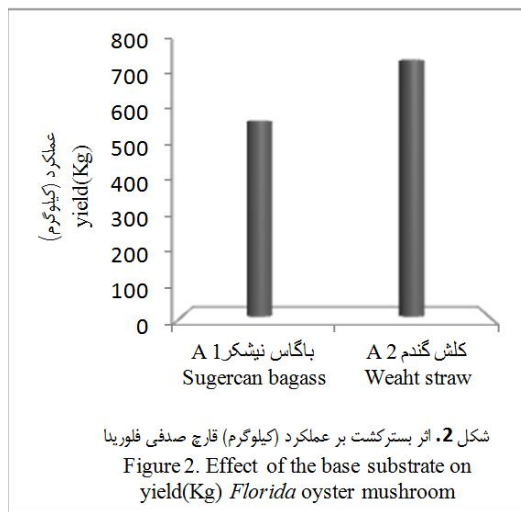 800
700
600
500
400
300
200
100
0
عملکرد (کیلوگرم)
yield(Kg)
باگاس نیشکر A 1
Sugercan bagass
کلش گندم A 2
Weaht straw
شکل 2. اثر بسترکشت بر عملکرد (کیلوگرم) قارچ صدفی فلوریدا
Figure 2. Effect of the base substrate on
yield(Kg) Florida oyster mushroom